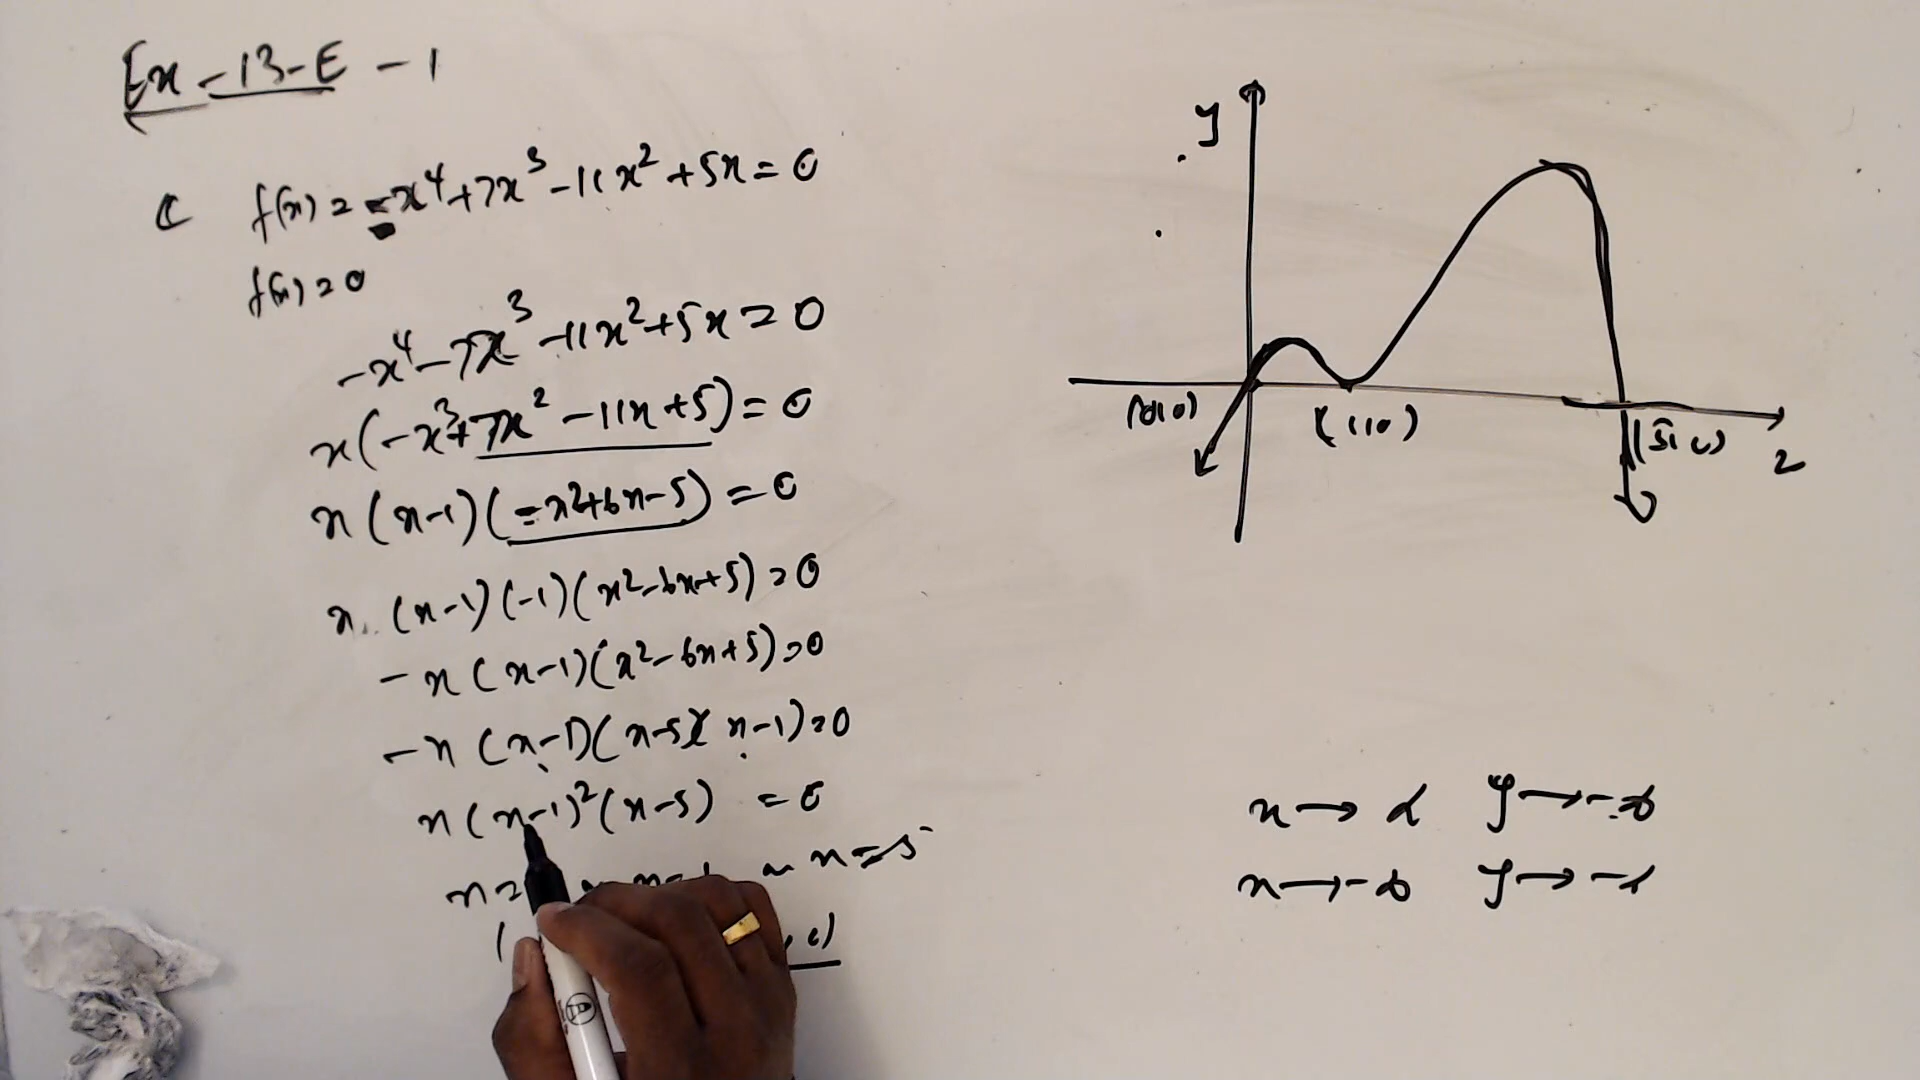 Ex-13-E-1
C f(x) = -x⁴+7x³-11x²+5x=0
f(x)=0
-x⁴-7x³-11x²+5x=0
x(-x³+7x²-11x+5)=0
x(x-1)(-x²+6x-5)=0
x(x-1)(-1)(x²-6x+5)=0
-x(x-1)(x²-6x+5)=0
-x(x-1)(x-5)(x-1)=0
x(x-1)²(x-5)=0
x= x=5
y
(0,0)
(1,0)
(5,0)
x → ∞ y → -∞
x → -∞ y → -∞